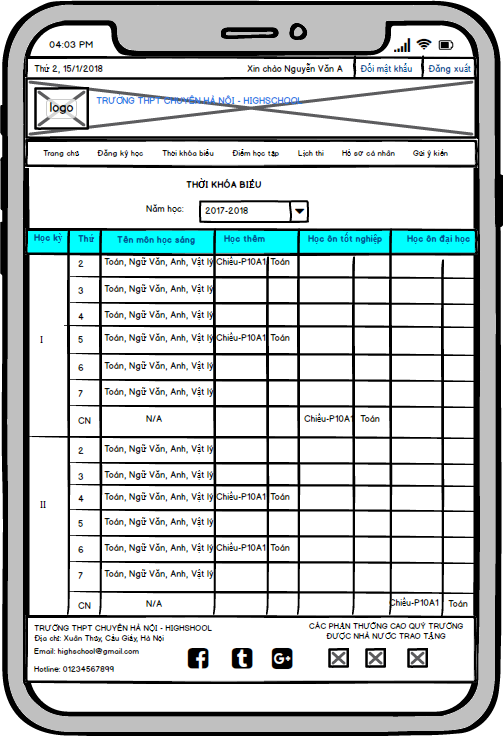 04:03 PM
Thứ 2, 15/1/2018 Xin chào Nguyễn Văn A Đổi mật khẩu Đăng xuất
logo
TRƯỜNG THPT CHUYÊN HÀ NỘI - HIGHSCHOOL
Trang chủ Đăng ký học Thời khóa biểu Điểm học tập Lịch thi Hồ sơ cá nhân Gửi ý kiến
THỜI KHÓA BIỂU
Năm học: 2017-2018
Học kỳ Thứ Tên môn học sáng Học thêm Học ôn tốt nghiệp Học ôn đại học
2 Toán, Ngữ Văn, Anh, Vật lý Chiều-P10A1 Toán
3 Toán, Ngữ Văn, Anh, Vật lý
4 Toán, Ngữ Văn, Anh, Vật lý
I
5 Toán, Ngữ Văn, Anh, Vật lý Chiều-P10A1 Toán
6 Toán, Ngữ Văn, Anh, Vật lý
7 Toán, Ngữ Văn, Anh, Vật lý
CN N/A Chiều-P10A1 Toán
2 Toán, Ngữ Văn, Anh, Vật lý
3 Toán, Ngữ Văn, Anh, Vật lý
4 Toán, Ngữ Văn, Anh, Vật lý Chiều-P10A1 Toán
II
5 Toán, Ngữ Văn, Anh, Vật lý
6 Toán, Ngữ Văn, Anh, Vật lý Chiều-P10A1 Toán
7 Toán, Ngữ Văn, Anh, Vật lý
CN N/A Chiều-P10A1 Toán
TRƯỜNG THPT CHUYÊN HÀ NỘI - HIGHSHOOL
Địa chỉ: Xuân Thủy, Cầu Giấy, Hà Nội
Email: highschool@gmail.com
Hotline: 01234567899
CÁC PHẦN THƯỞNG CAO QUÝ TRƯỜNG
ĐƯỢC NHÀ NƯỚC TRAO TẶNG